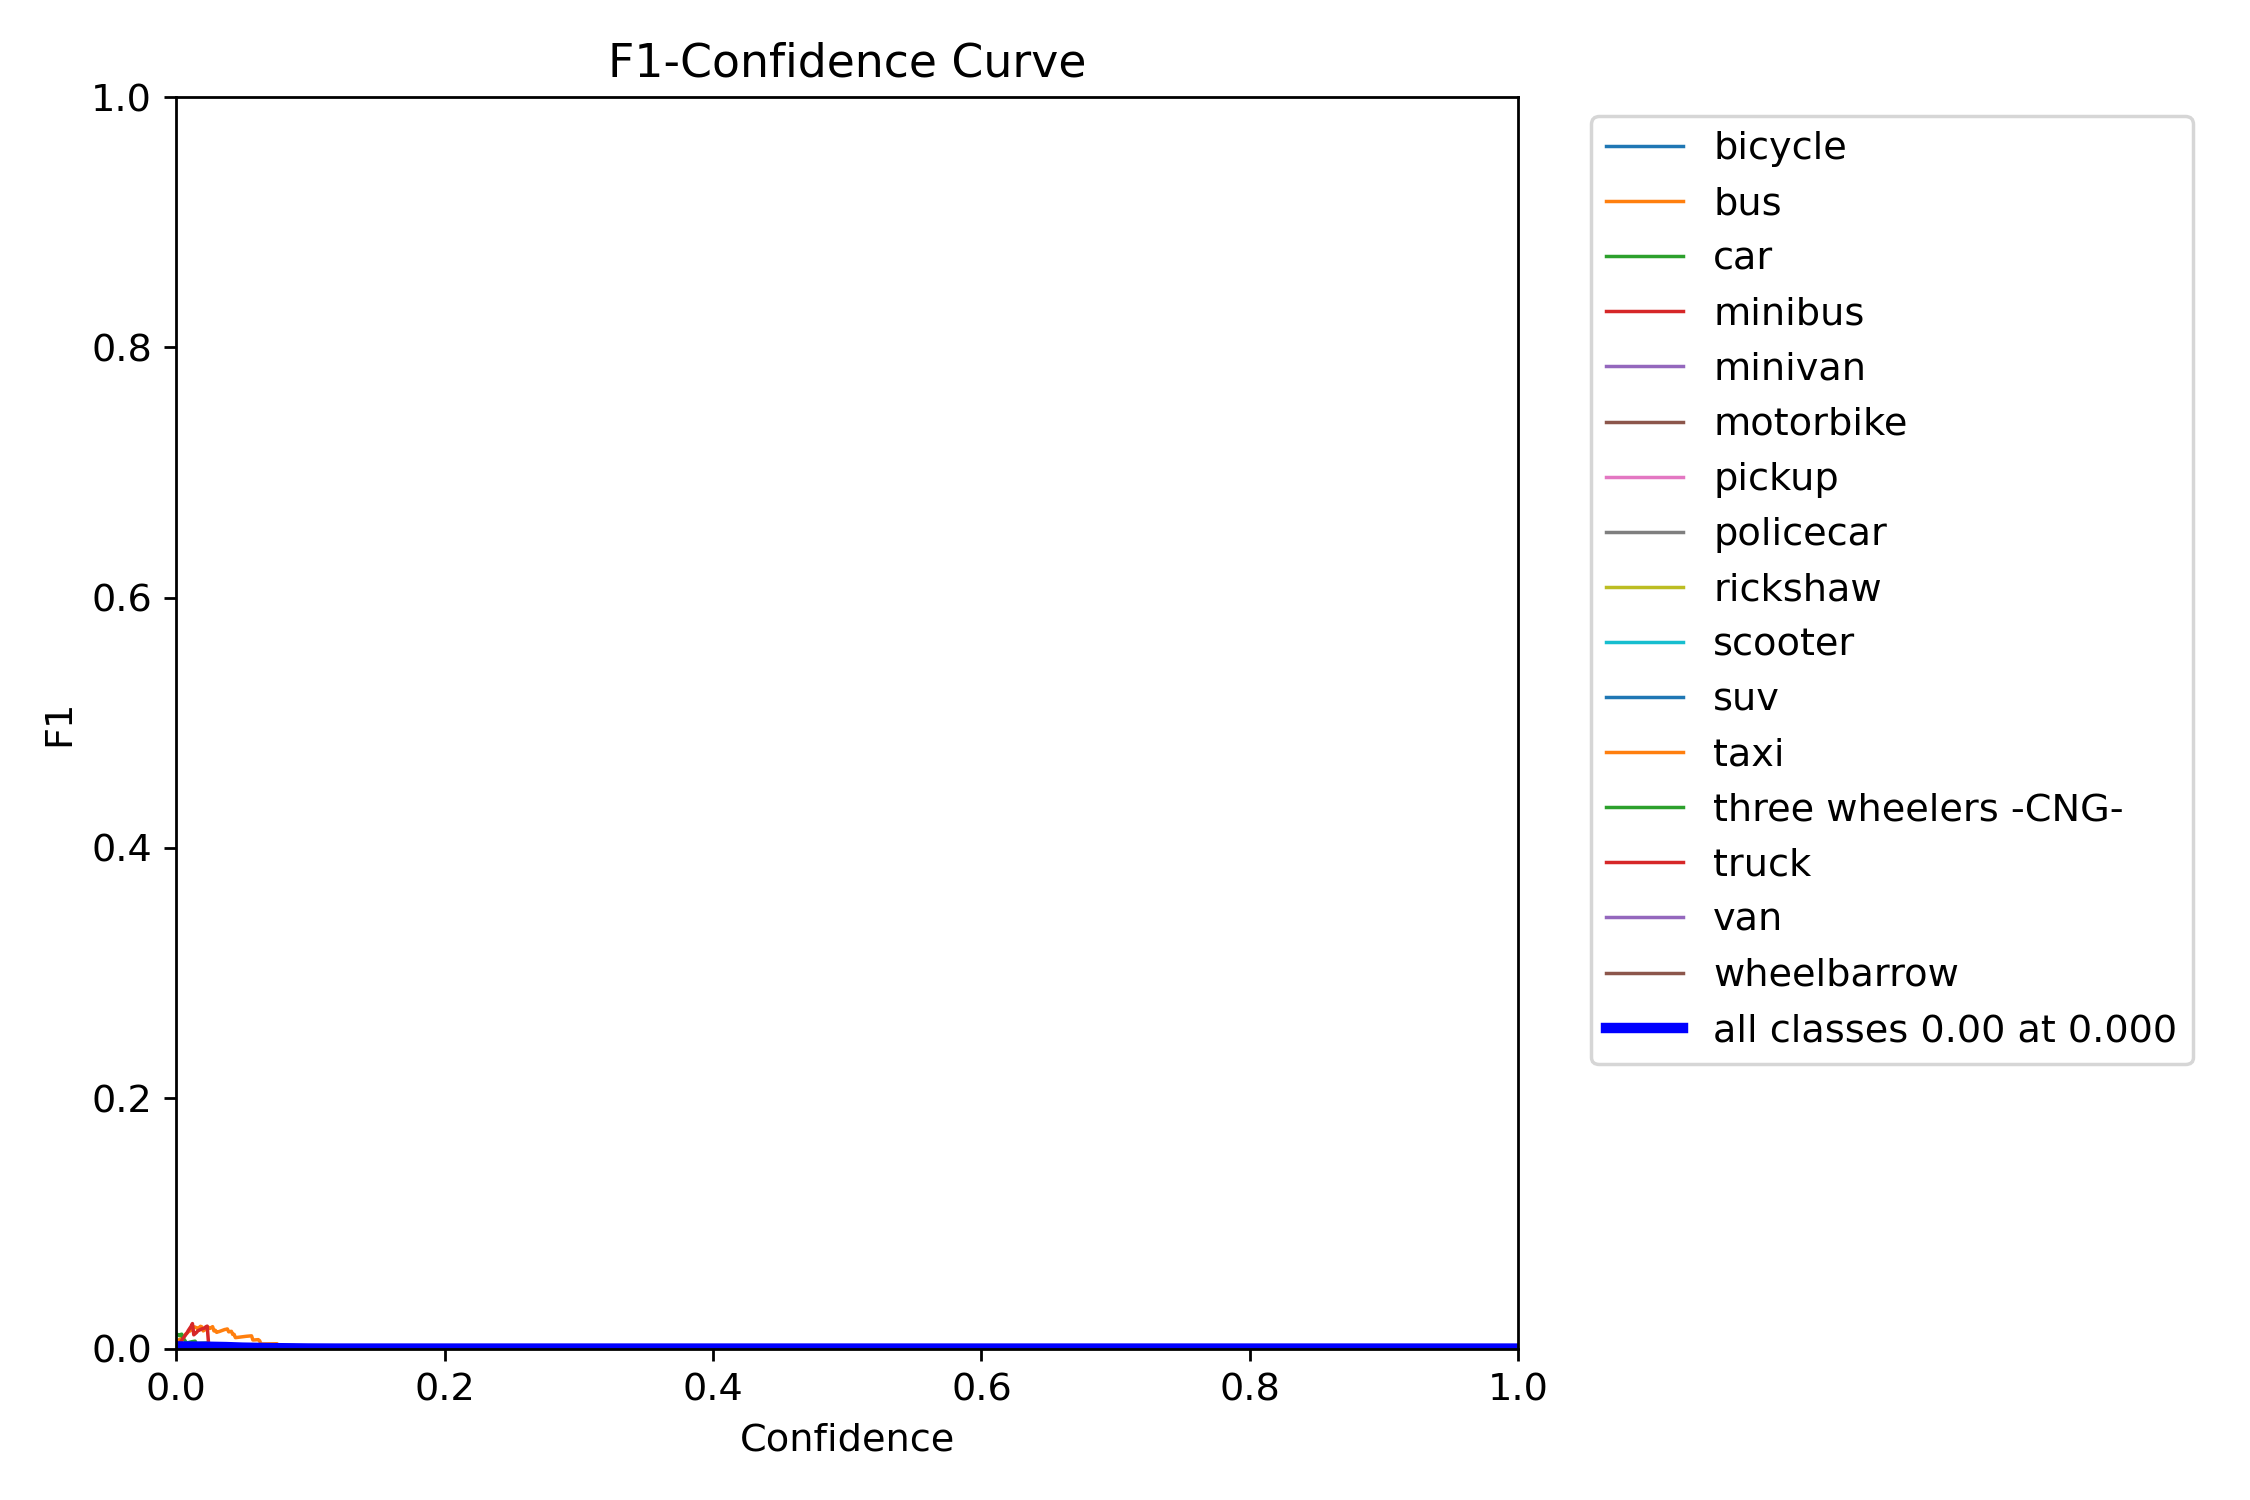 F1-Confidence Curve
1.0
0.8
0.6
0.4
0.2
0.0
F1
0.0 0.2 0.4 0.6 0.8 1.0
Confidence
bicycle
bus
car
minibus
minivan
motorbike
pickup
policecar
rickshaw
scooter
suv
taxi
three wheelers -CNG-
truck
van
wheelbarrow
all classes 0.00 at 0.000